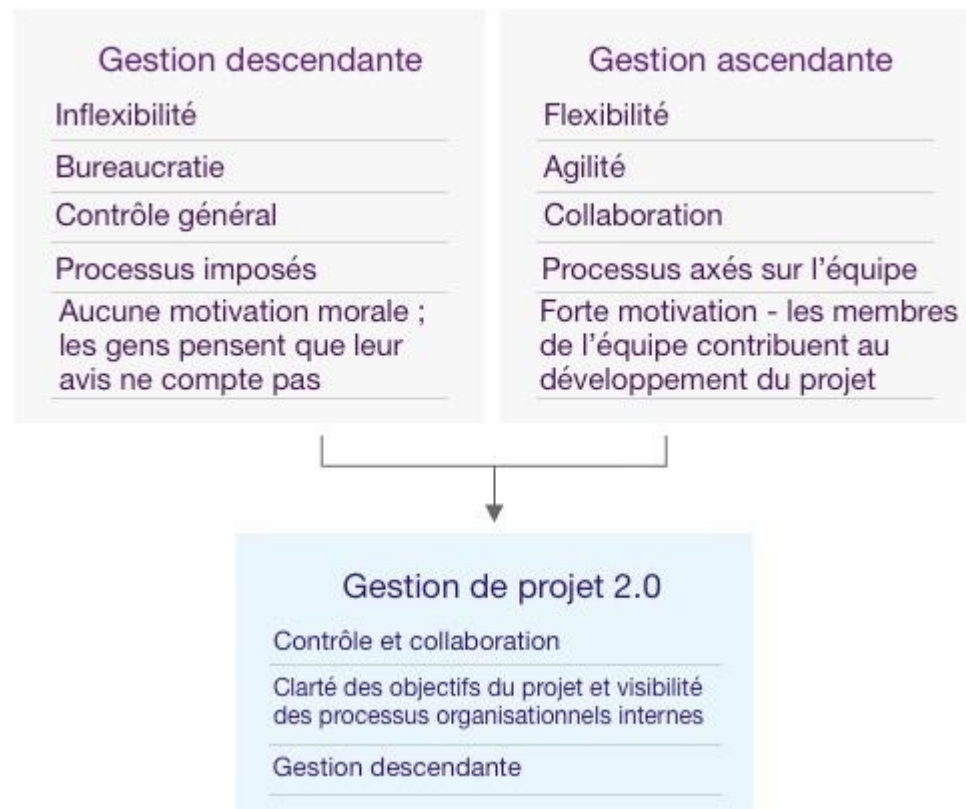 Gestion descendante
Inflexibilité
Bureaucratie
Contrôle général
Processus imposés
Aucune motivation morale ;
les gens pensent que leur
avis ne compte pas
Gestion ascendante
Flexibilité
Agilité
Collaboration
Processus axés sur l'équipe
Forte motivation - les membres
de l'équipe contribuent au
développement du projet
Gestion de projet 2.0
Contrôle et collaboration
Clarté des objectifs du projet et visibilité
des processus organisationnels internes
Gestion descendante